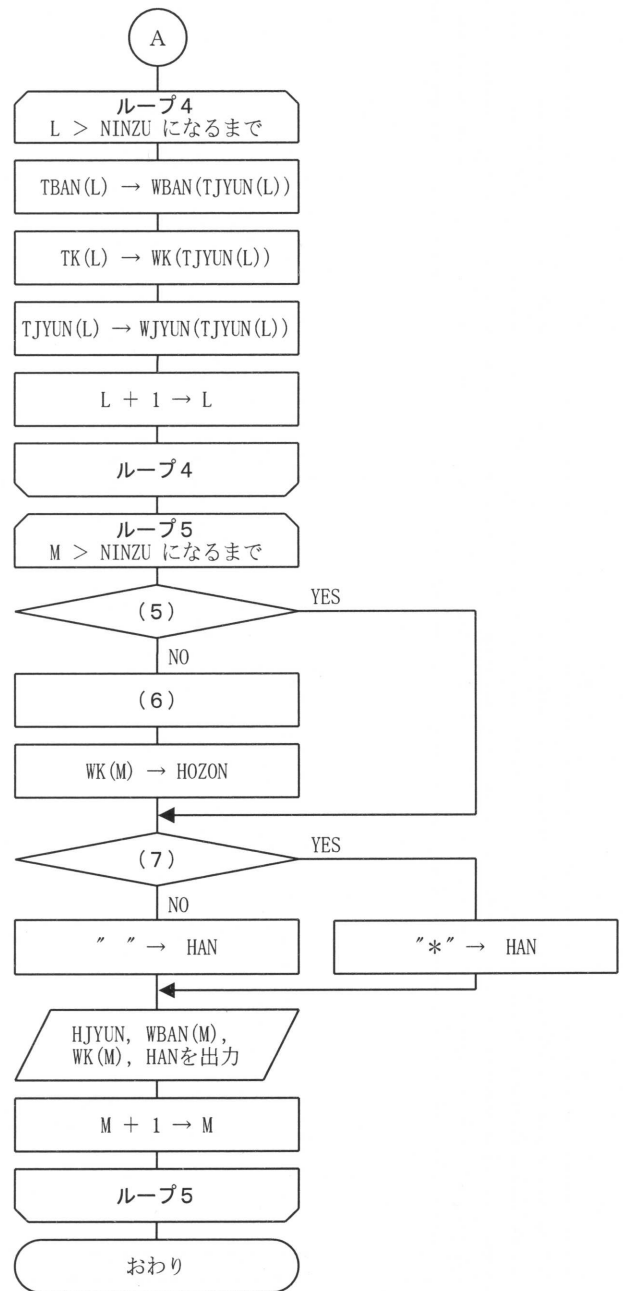 A
ループ4
L > NINZU になるまで
TBAN(L) → WBAN(TJYUN(L))
TK(L) → WK(TJYUN(L))
TJYUN(L) → WJYUN(TJYUN(L))
L + 1 → L
ループ4
ループ5
M > NINZU になるまで
(5)
YES
NO
(6)
WK(M) → HOZON
(7)
YES
NO
″ ″ → HAN
″＊″ → HAN
HJYUN, WBAN(M),
WK(M), HANを出力
M + 1 → M
ループ5
おわり